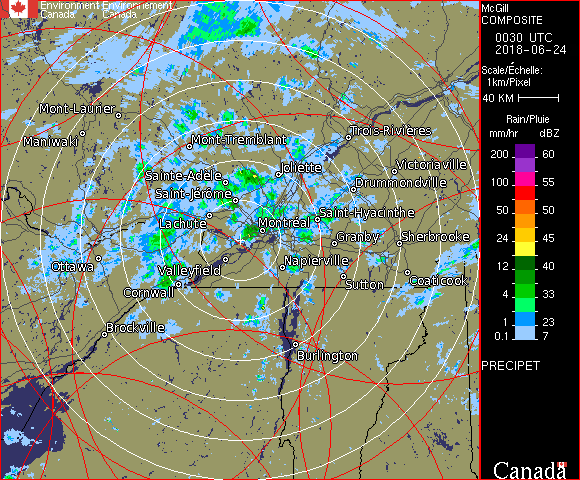 Environment Environnement
Canada Canada
McGill
COMPOSITE
0030 UTC
2018-06-24
Scale/Échelle:
1km/Pixel
40 KM
Rain/Pluie
mm/hr dBZ
200 60
150 57
100 55
50 50
24 45
12 40
4 33
1 23
0.1 7
PRECIPET
Canada
Mont-Laurier
Maniwaki
Mont-Tremblant
Trois-Rivières
Joliette
Victoriaville
Sainte-Adèle
Drummondville
Saint-Jérôme
Saint-Hyacinthe
Lachute
Montréal
Granby
Sherbrooke
Ottawa
Valleyfield
Napierville
Cornwall
Sutton
Coaticook
Brockville
Burlington